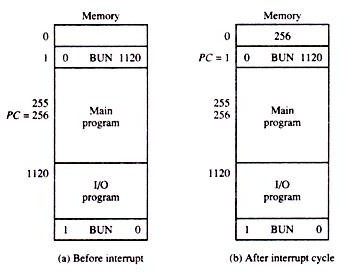 Memory
0
1 0 BUN 1120
Main
255
PC = 256
program
1120
I/O
program
1 BUN 0
(a) Before interrupt
Memory
0 256
PC = 1 0 BUN 1120
Main
255
256
program
1120
I/O
program
1 BUN 0
(b) After interrupt cycle